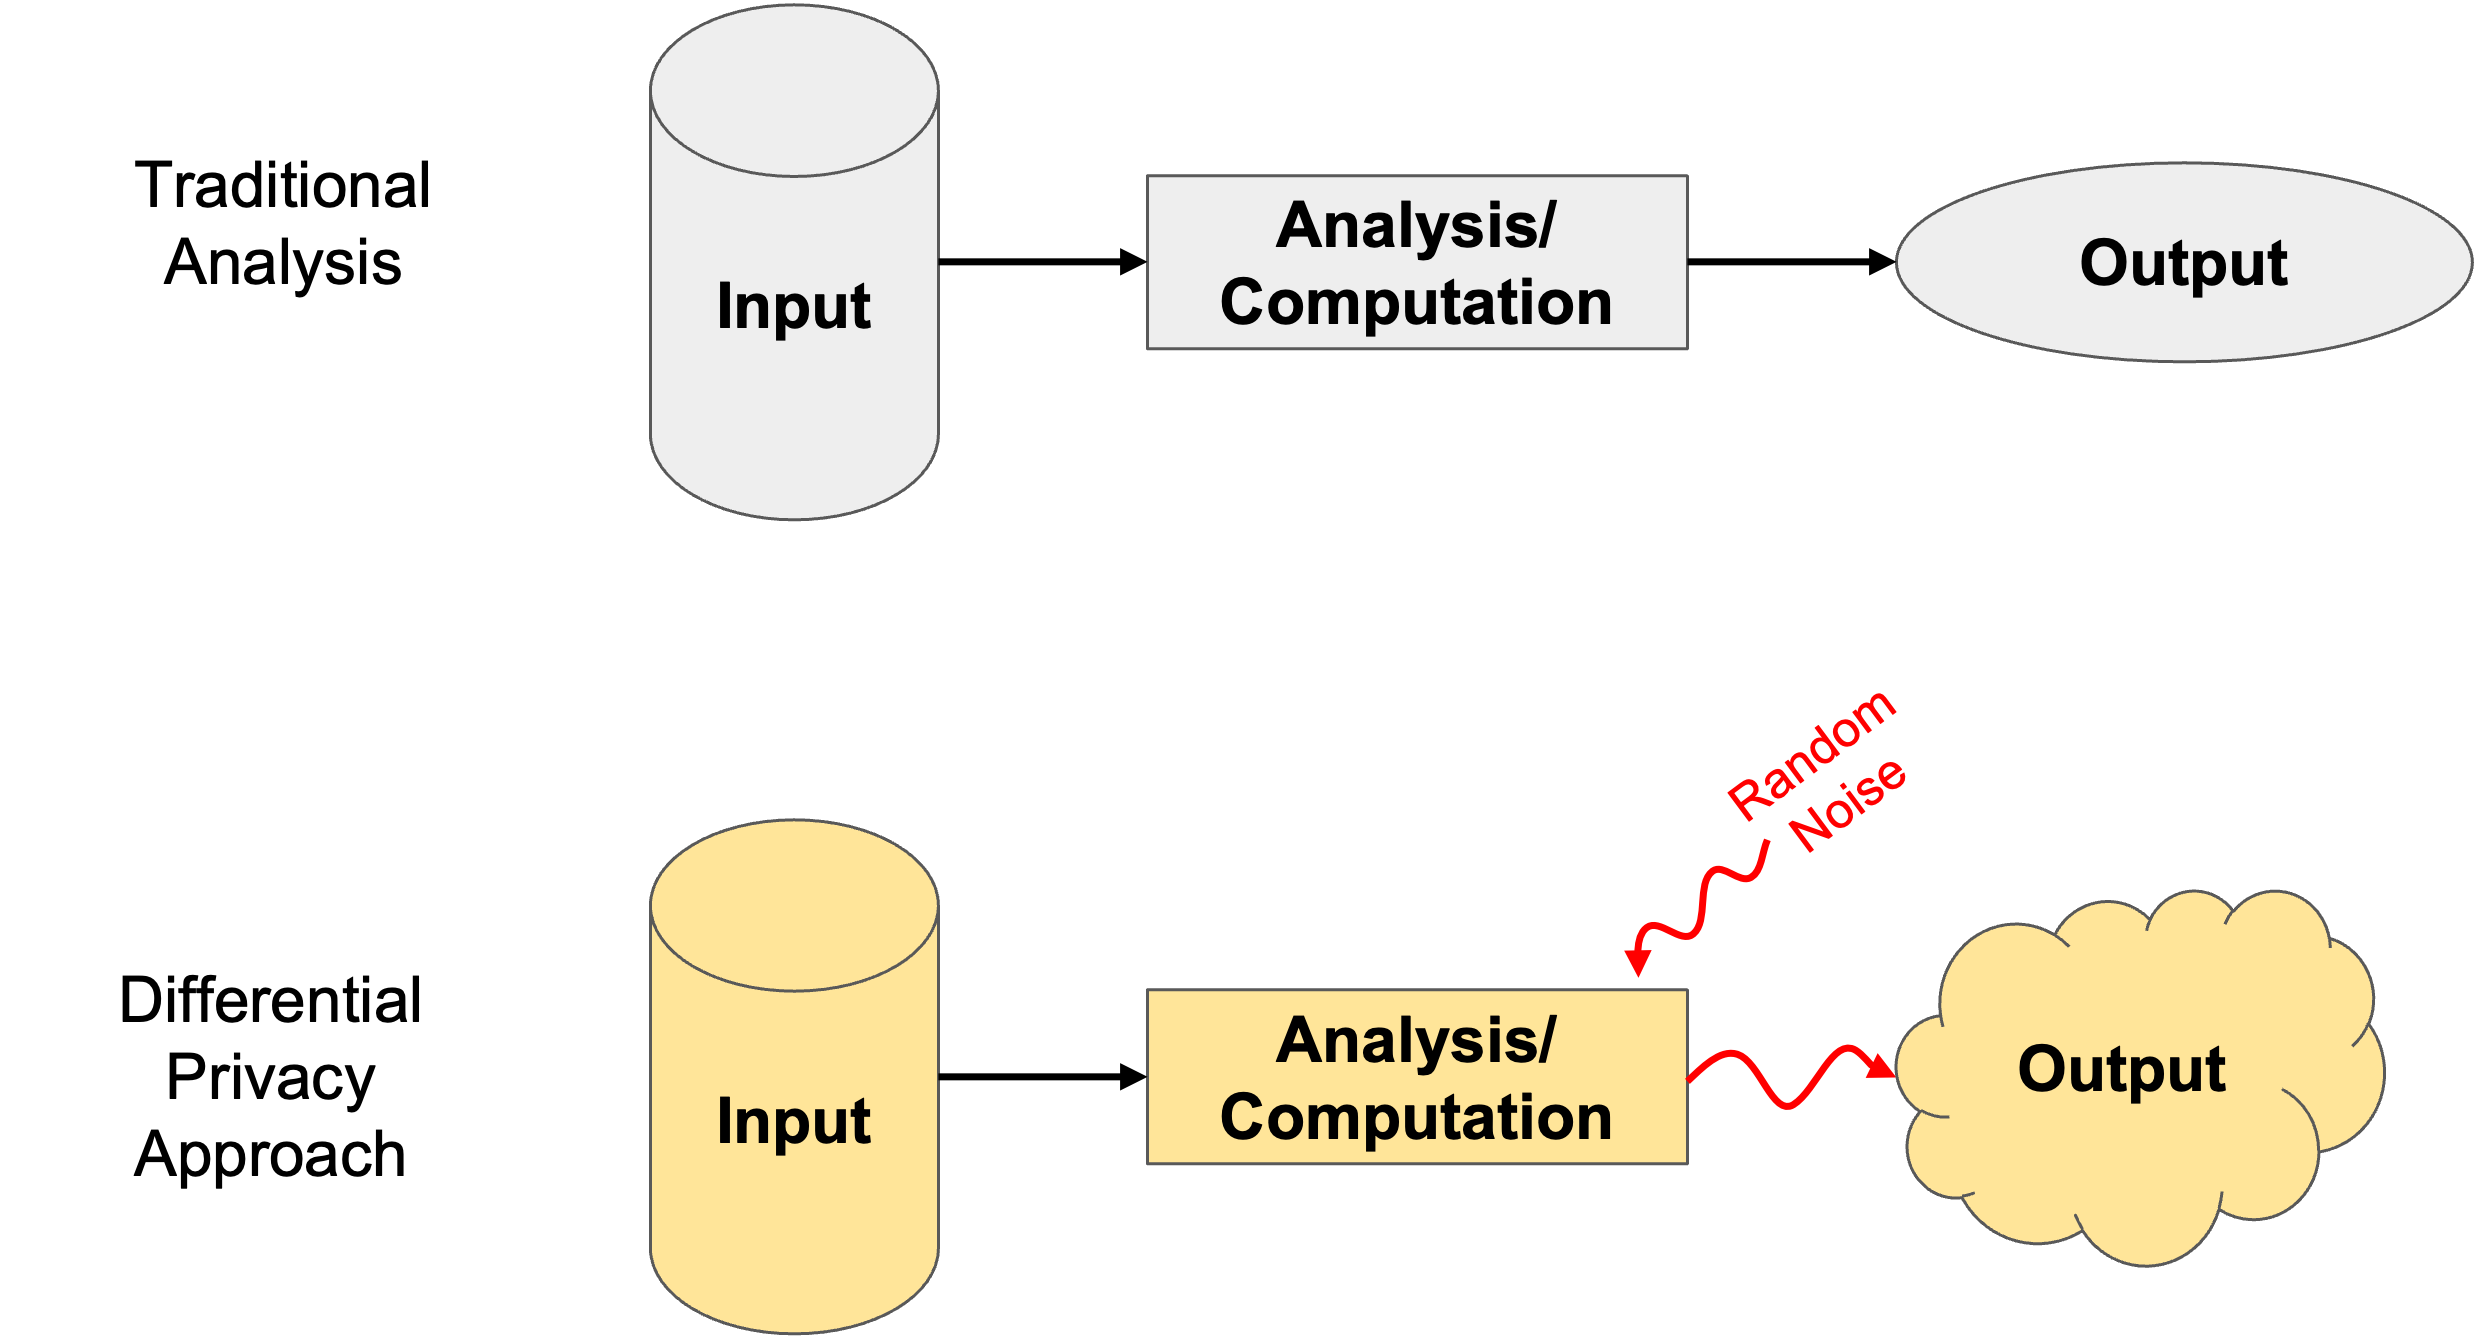 Traditional
Analysis
Input
Analysis/
Computation
Output
Random
Noise
Differential
Privacy
Approach
Input
Analysis/
Computation
Output